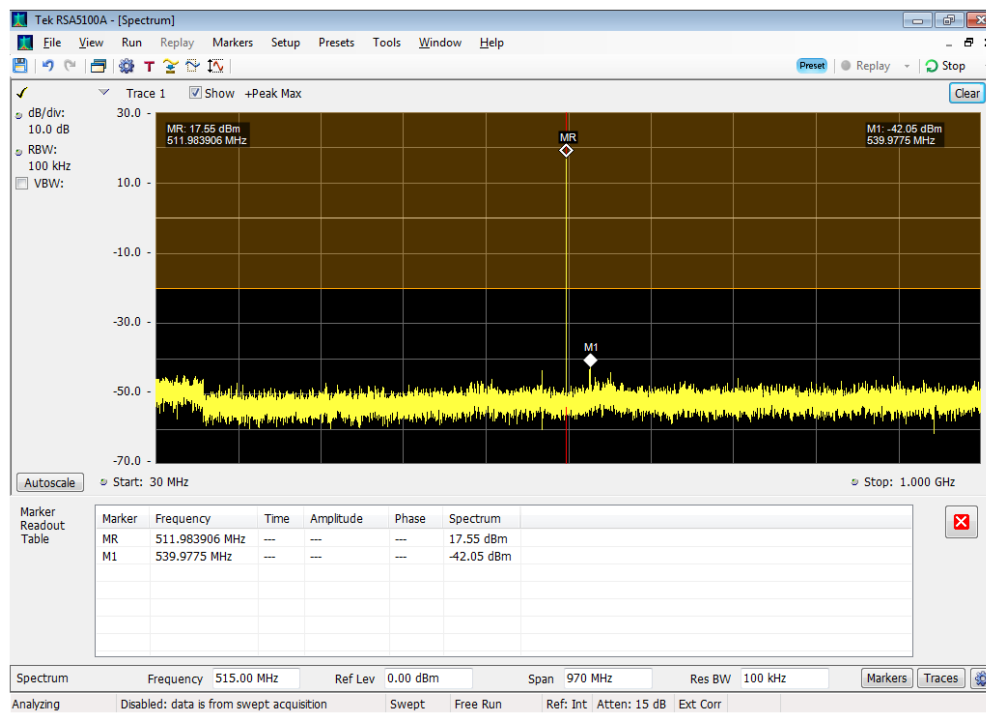 Tek RSA5100A - [Spectrum]
File View Run Replay Markers Setup Presets Tools Window Help
T Preset Replay Stop
Trace 1 Show +Peak Max Clear
dB/div:
10.0 dB
RBW:
100 kHz
VBW:
30.0
10.0
-10.0
-30.0
-50.0
-70.0
MR: 17.55 dBm
511.983906 MHz
MR
M1: -42.05 dBm
539.9775 MHz
M1
Autoscale Start: 30 MHz Stop: 1.000 GHz
Marker
Readout
Table
Marker Frequency Time Amplitude Phase Spectrum
MR 511.983906 MHz --- --- --- 17.55 dBm
M1 539.9775 MHz --- --- --- -42.05 dBm
Spectrum Frequency 515.00 MHz Ref Lev 0.00 dBm Span 970 MHz Res BW 100 kHz Markers Traces
Analyzing Disabled: data is from swept acquisition Swept Free Run Ref: Int Atten: 15 dB Ext Corr